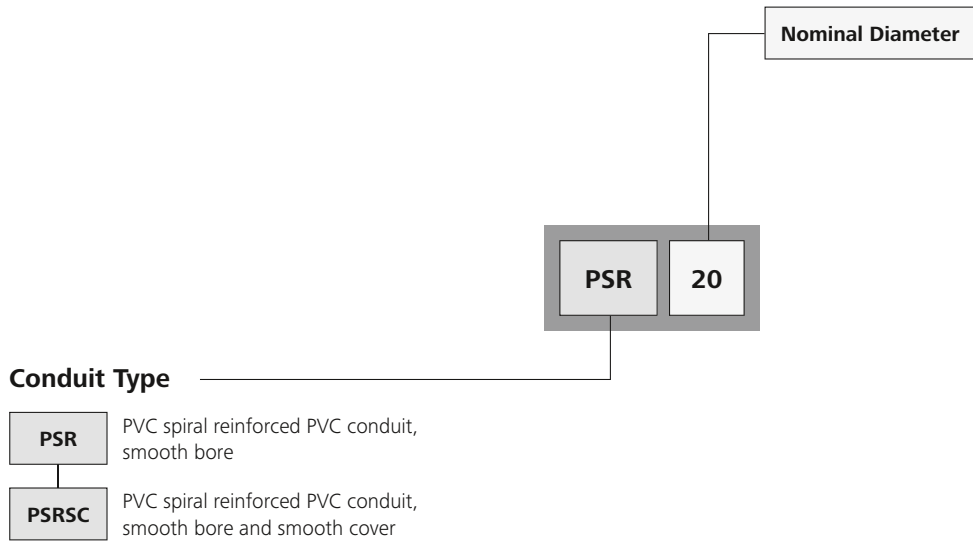 Nominal Diameter
PSR 20
Conduit Type
PSR
PVC spiral reinforced PVC conduit,
smooth bore
PSRSC
PVC spiral reinforced PVC conduit,
smooth bore and smooth cover